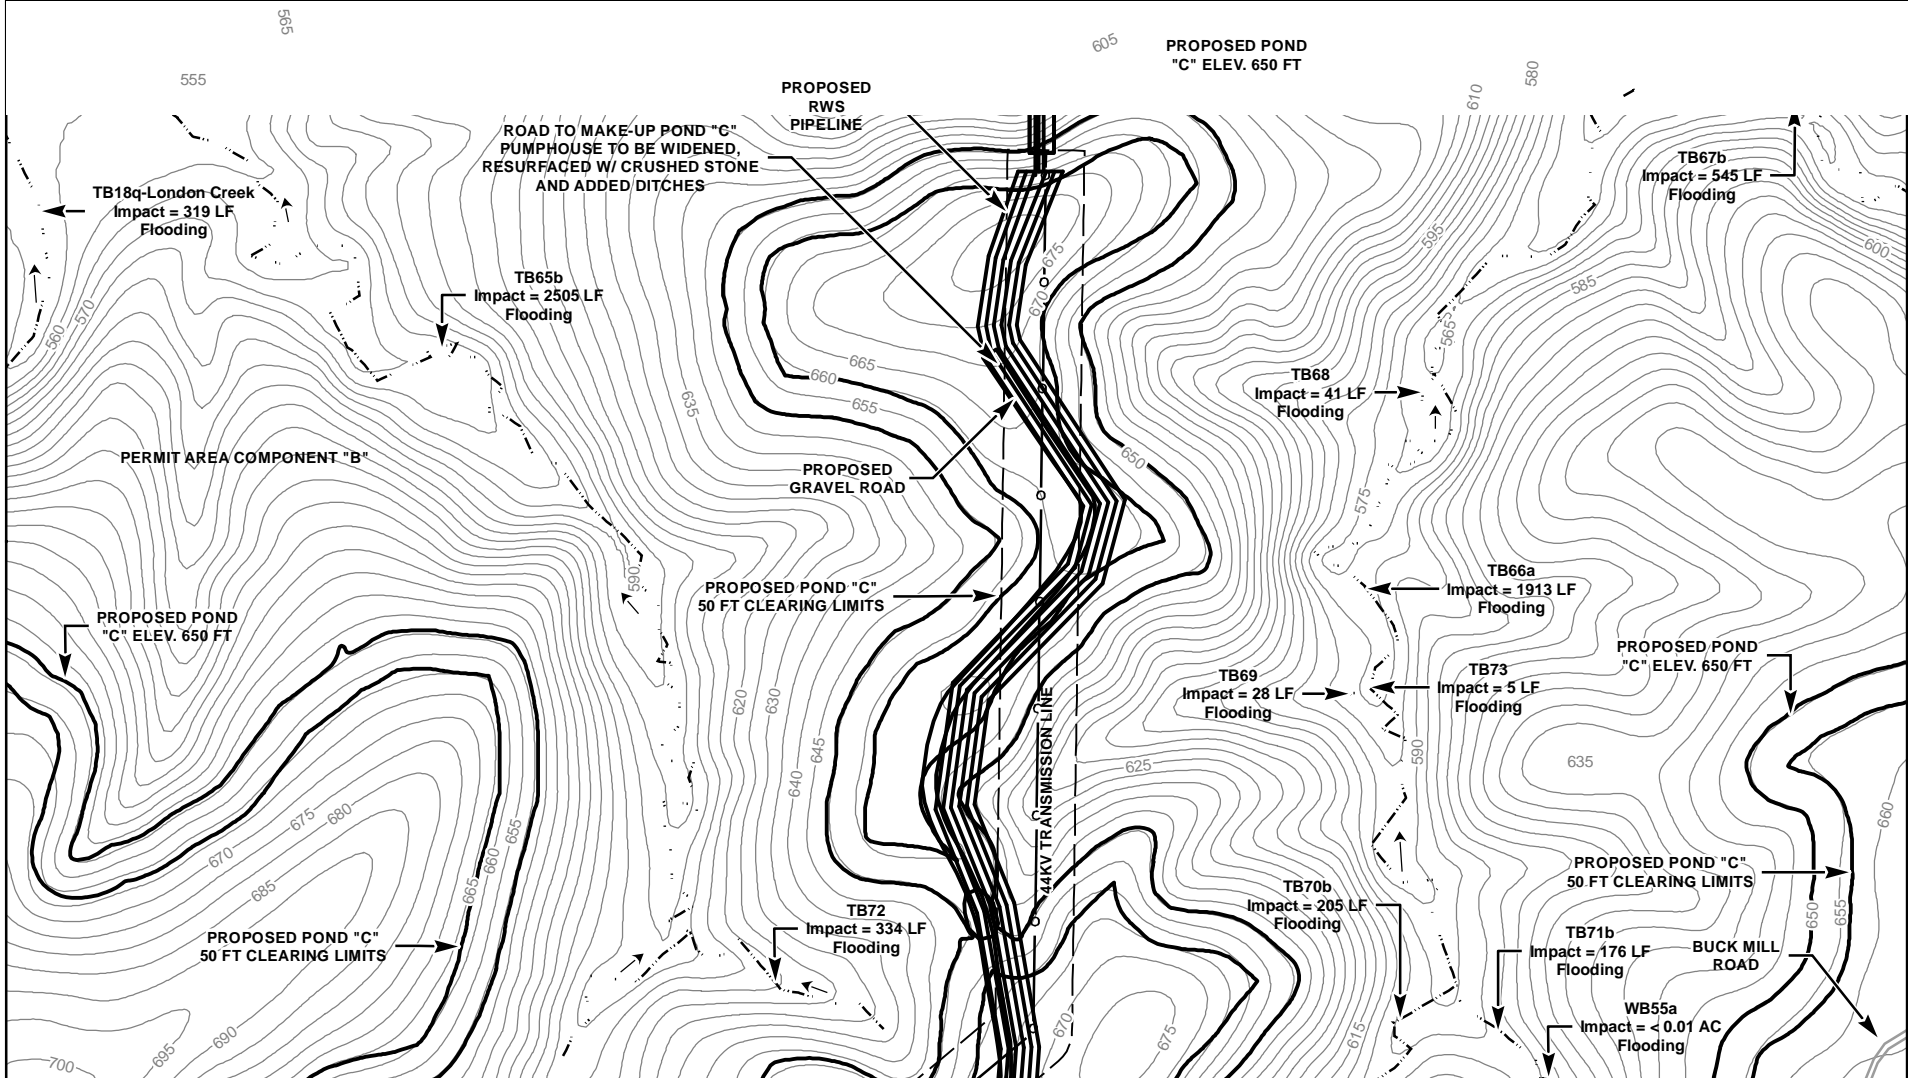 565
605
PROPOSED POND
"C" ELEV. 650 FT
555
580
610
PROPOSED
RWS
PIPELINE
ROAD TO MAKE-UP POND "C"
PUMPHOUSE TO BE WIDENED,
RESURFACED W/ CRUSHED STONE
AND ADDED DITCHES
TB67b
Impact = 545 LF
Flooding
TB18q-London Creek
Impact = 319 LF
Flooding
595
600
675
TB65b
Impact = 2505 LF
Flooding
585
570
560
670
565
665
660
655
635
TB68
Impact = 41 LF
Flooding
PERMIT AREA COMPONENT "B"
650
PROPOSED
GRAVEL ROAD
575
590
PROPOSED POND "C"
50 FT CLEARING LIMITS
TB66a
Impact = 1913 LF
Flooding
PROPOSED POND
"C" ELEV. 650 FT
PROPOSED POND
"C" ELEV. 650 FT
TB69
Impact = 28 LF
Flooding
TB73
Impact = 5 LF
Flooding
620
630
645
640
44KV TRANSMISSION LINE
625
590
635
675
680
670
685
665
660
655
660
PROPOSED POND "C"
50 FT CLEARING LIMITS
TB70b
Impact = 205 LF
Flooding
650
655
TB72
Impact = 334 LF
Flooding
PROPOSED POND "C"
50 FT CLEARING LIMITS
TB71b
Impact = 176 LF
Flooding
BUCK MILL
ROAD
WB55a
Impact = < 0.01 AC
Flooding
670
675
615
690
695
700